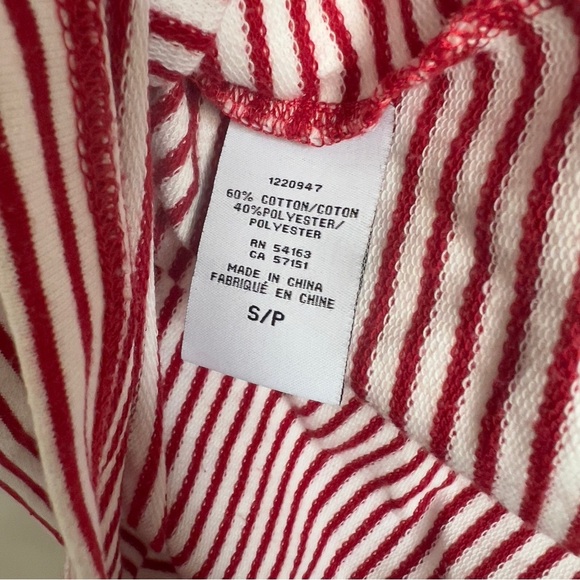 1220947
60% COTTON/COTON
40%POLYESTER/
POLYESTER
RN 54163
CA 57151
MADE IN CHINA
FABRIQUÉ EN CHINE
S/P